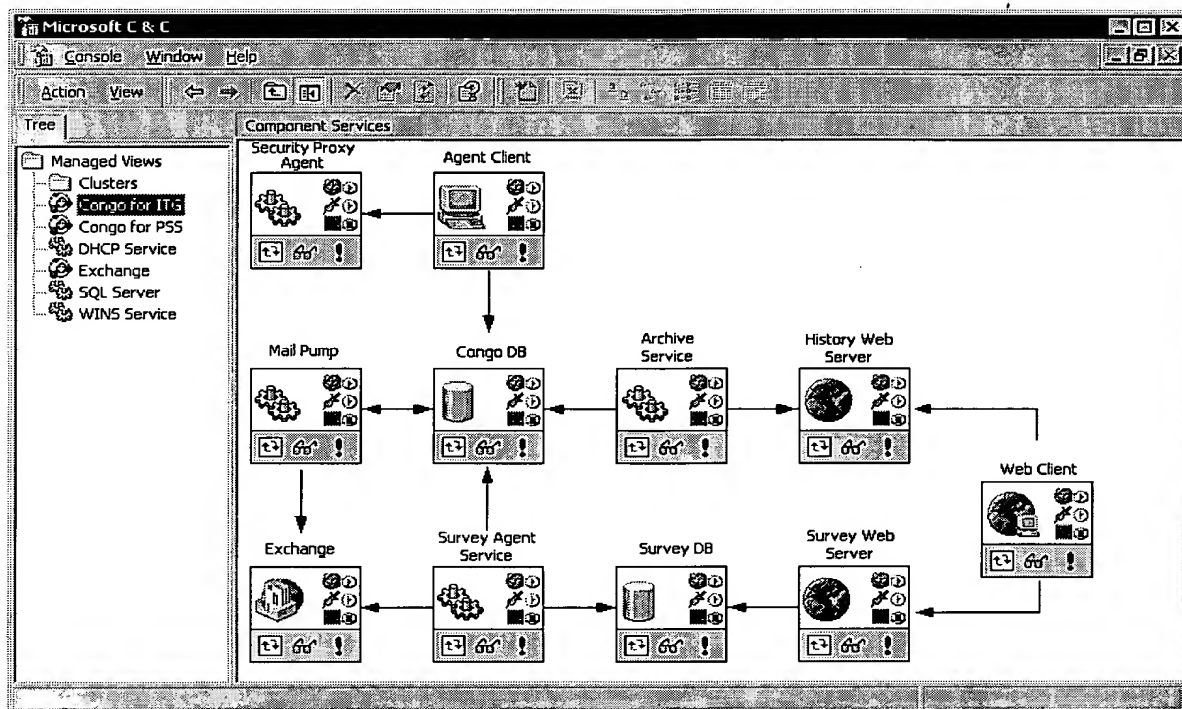 Microsoft C & C
Console Window Help
Action View
Tree
Component Services
Managed Views
Clusters
Congo for ITG
Congo for PSS
DHCP Service
Exchange
SQL Server
WINS Service
Security Proxy
Agent
Agent Client
Mail Pump
Congo DB
Archive
Service
History Web
Server
Web Client
Exchange
Survey Agent
Service
Survey DB
Survey Web
Server